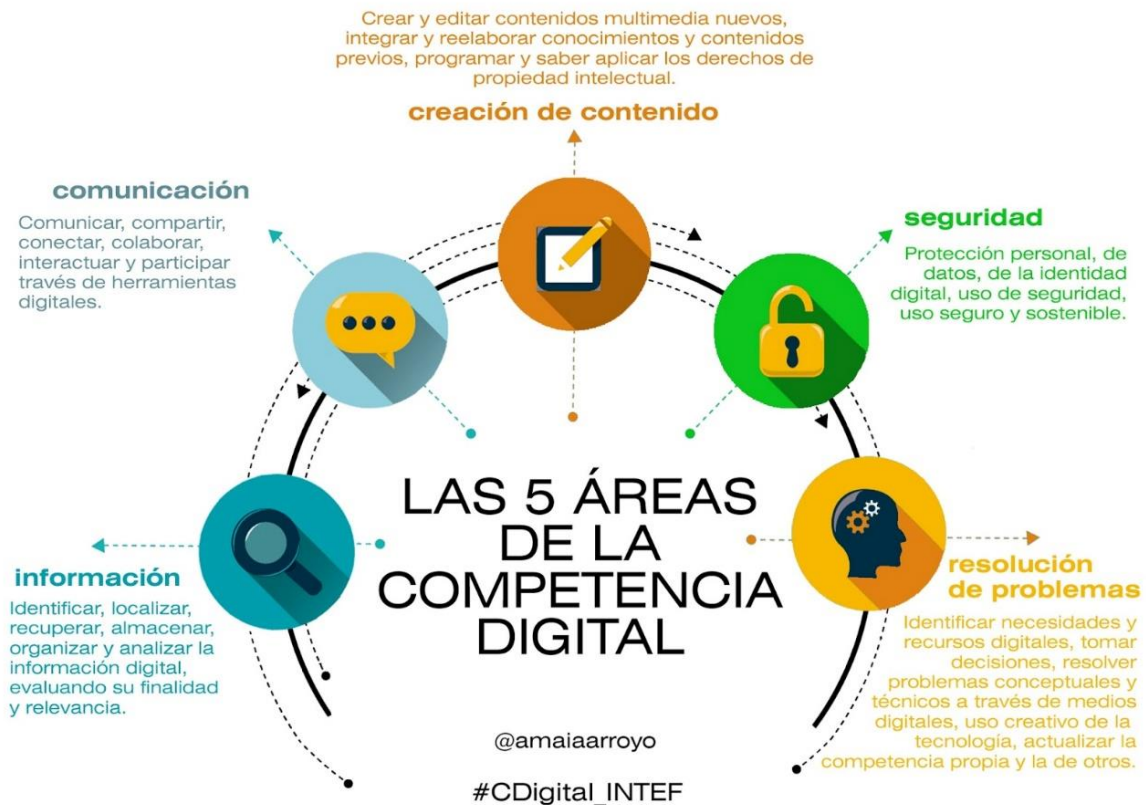 Crear y editar contenidos multimedia nuevos,
integrar y reelaborar conocimientos y contenidos
previos, programar y saber aplicar los derechos de
propiedad intelectual.
creación de contenido
comunicación
Comunicar, compartir,
conectar, colaborar,
interactuar y participar
través de herramientas
digitales.
seguridad
Protección personal, de
datos, de la identidad
digital, uso de seguridad,
uso seguro y sostenible.
información
Identificar, localizar,
recuperar, almacenar,
organizar y analizar la
información digital,
evaluando su finalidad
y relevancia.
LAS 5 ÁREAS
DE LA
COMPETENCIA
DIGITAL
resolución
de problemas
Identificar necesidades y
recursos digitales, tomar
decisiones, resolver
problemas conceptuales y
técnicos a través de medios
digitales, uso creativo de la
tecnología, actualizar la
competencia propia y la de otros.
@amaiaarroyo
#CDigital_INTEF